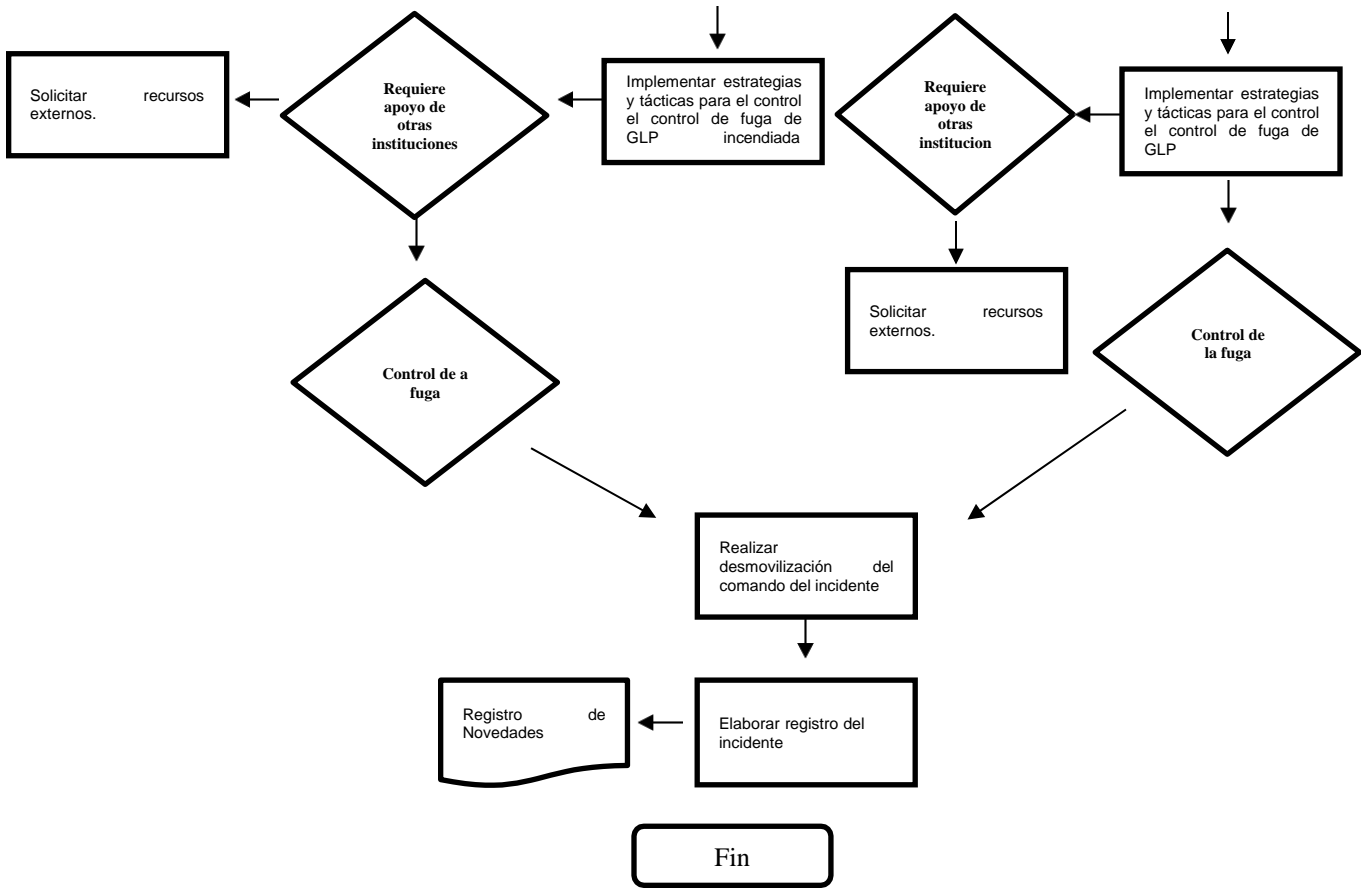 Solicitar recursos
externos.
Requiere
apoyo de
otras
instituciones
Implementar estrategias
y tácticas para el control
el control de fuga de
GLP incendiada
Requiere
apoyo de
otras
institucion
Implementar estrategias
y tácticas para el control
el control de fuga de
GLP
Control de a
fuga
Solicitar recursos
externos.
Control de
la fuga
Realizar
desmovilización del
comando del incidente
Registro de
Novedades
Elaborar registro del
incidente
Fin